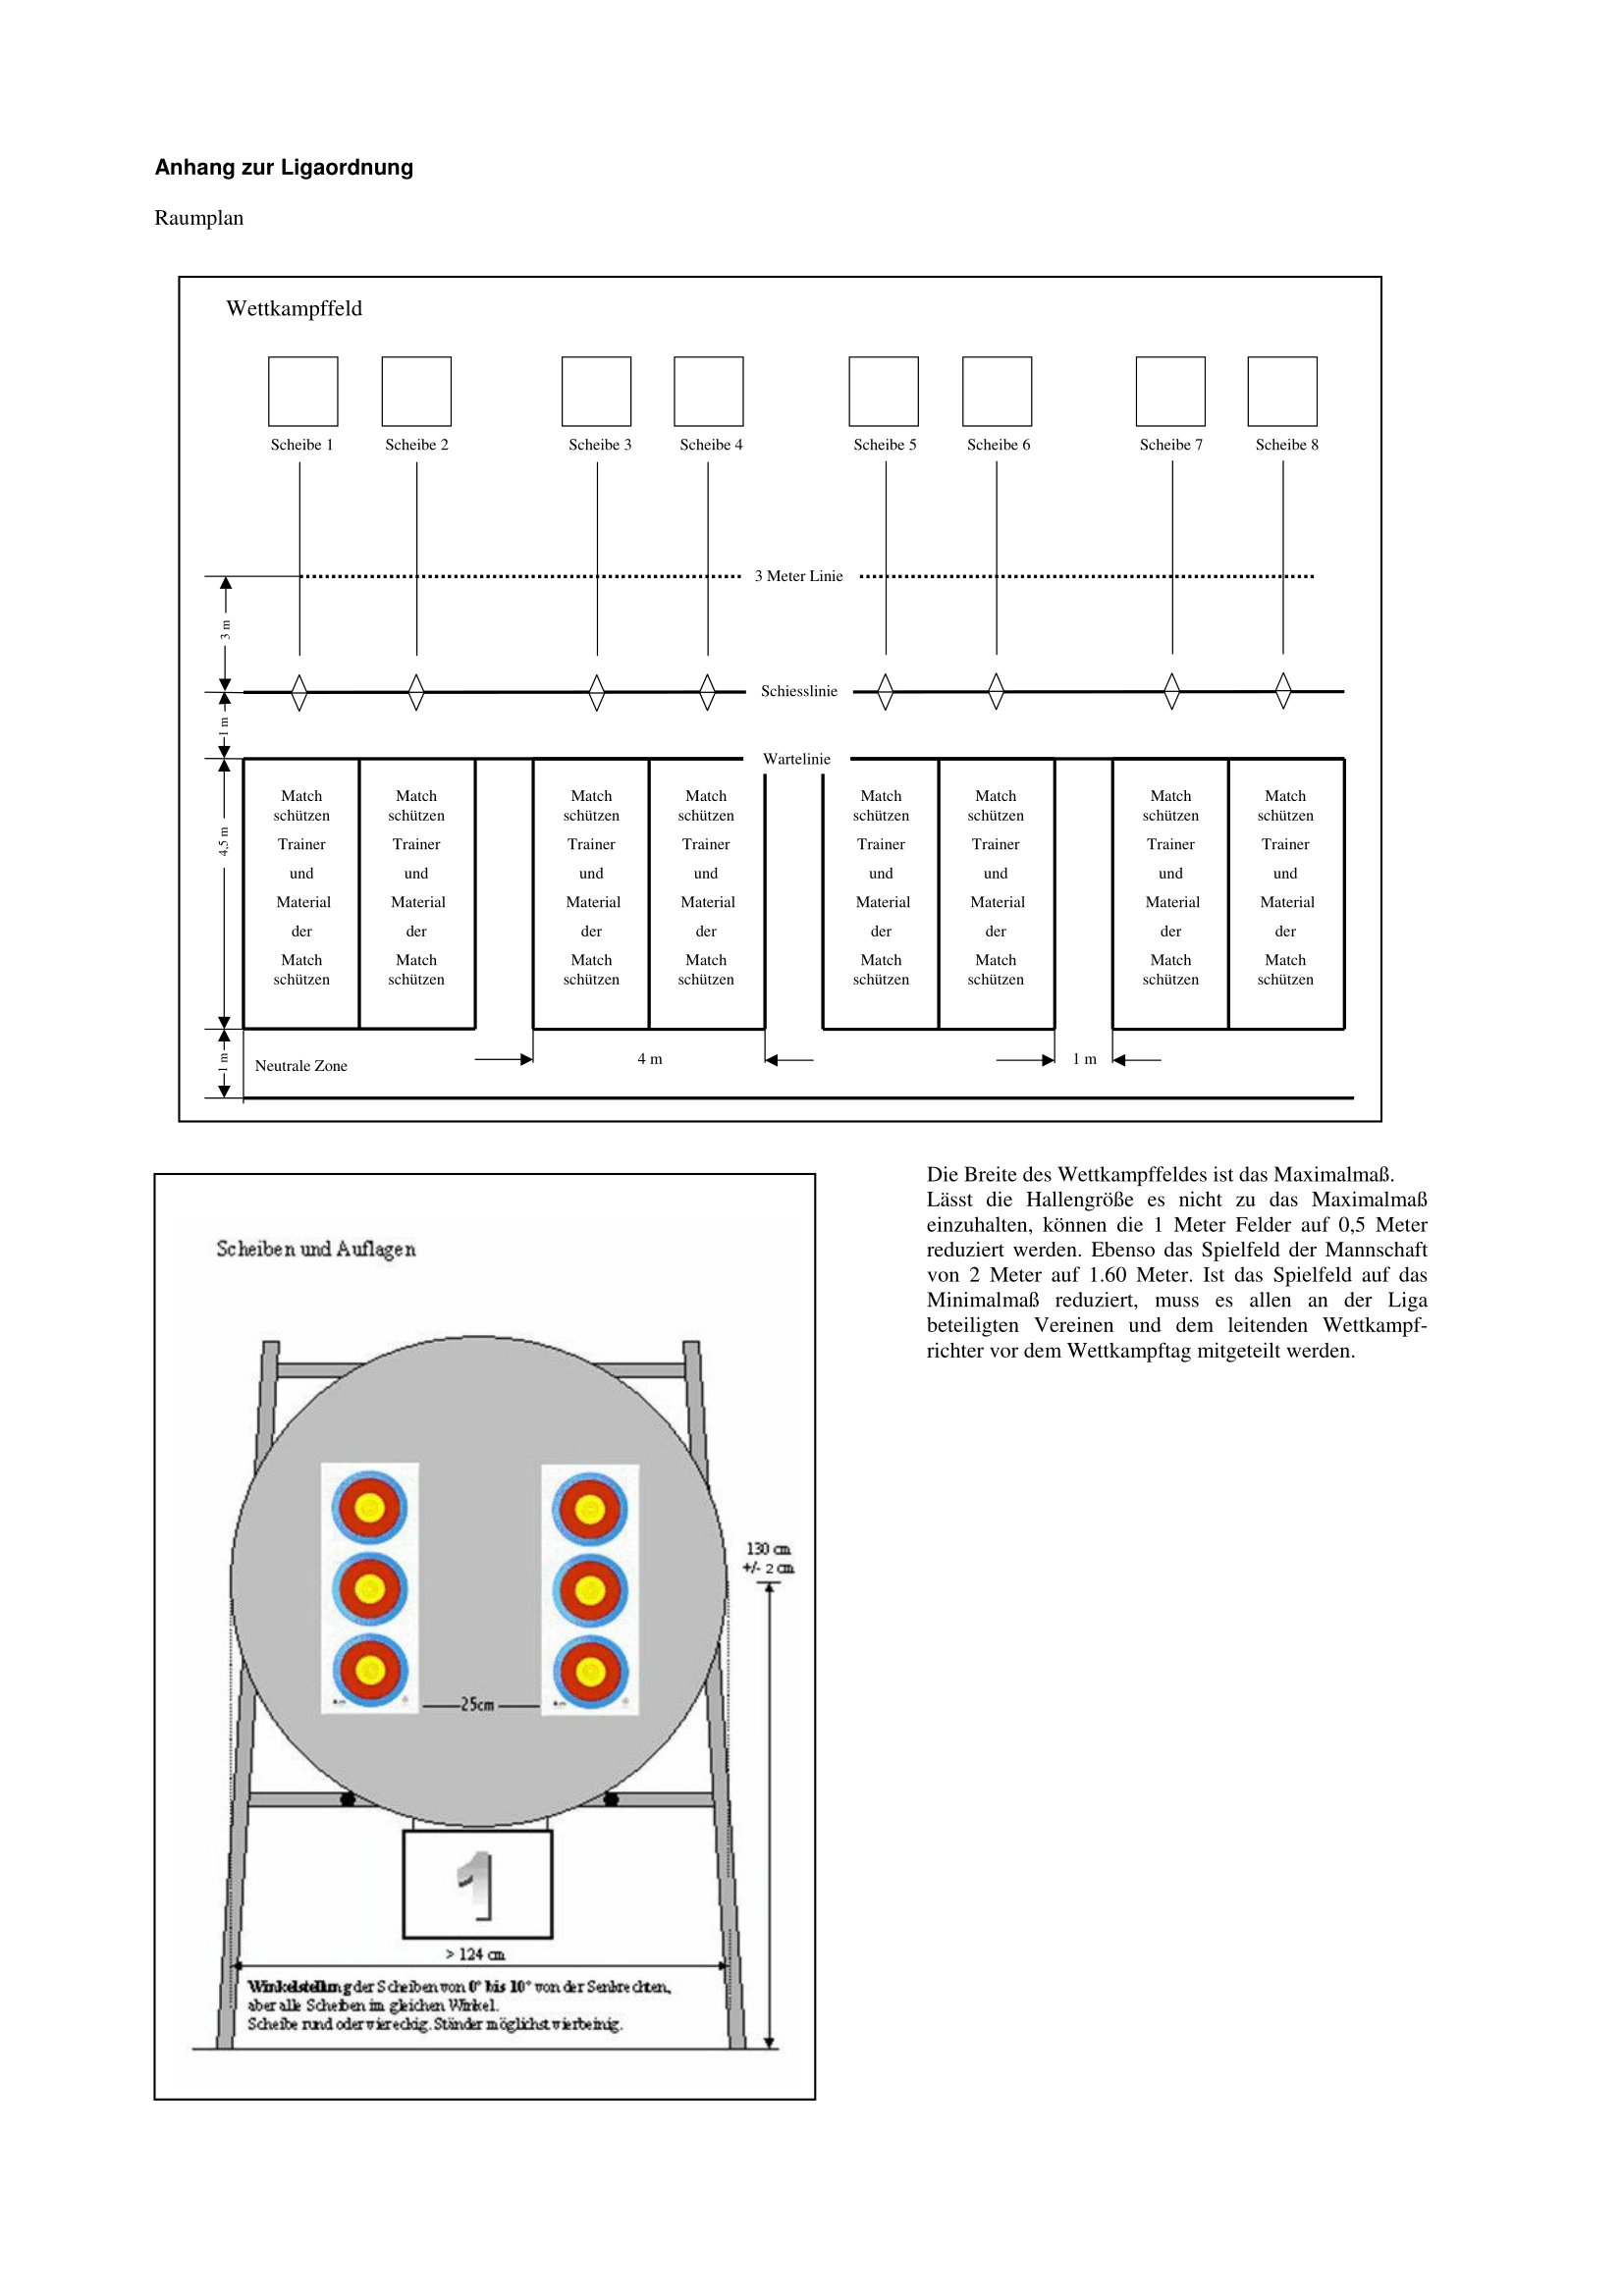 Anhang zur Ligaordnung
Raumplan
Wettkampffeld
Scheibe 1 Scheibe 2 Scheibe 3 Scheibe 4 Scheibe 5 Scheibe 6 Scheibe 7 Scheibe 8
3 Meter Linie
3 m
Schiesslinie
1 m
Wartelinie
Match Match Match Match Match Match Match Match
schützen schützen schützen schützen schützen schützen schützen schützen
4,5 m
Trainer Trainer Trainer Trainer Trainer Trainer Trainer Trainer
und und und und und und und und
Material Material Material Material Material Material Material Material
der der der der der der der der
Match Match Match Match Match Match Match Match
schützen schützen schützen schützen schützen schützen schützen schützen
1 m
Neutrale Zone
4 m
1 m
Die Breite des Wettkampffeldes ist das Maximalmaß.
Lässt die Hallengröße es nicht zu das Maximalmaß
einzuhalten, können die 1 Meter Felder auf 0,5 Meter
reduziert werden. Ebenso das Spielfeld der Mannschaft
von 2 Meter auf 1.60 Meter. Ist das Spielfeld auf das
Minimalmaß reduziert, muss es allen an der Liga
beteiligten Vereinen und dem leitenden Wettkampf-
richter vor dem Wettkampftag mitgeteilt werden.
Scheiben und Auflagen
130 cm
+/- 2 cm
25cm
1
> 124 cm
Winkelstellung der Scheiben von 0° bis 10° von der Senkrechten,
aber alle Scheiben im gleichen Winkel.
Scheibe rund oder viereckig. Ständer möglichst vierbeinig.